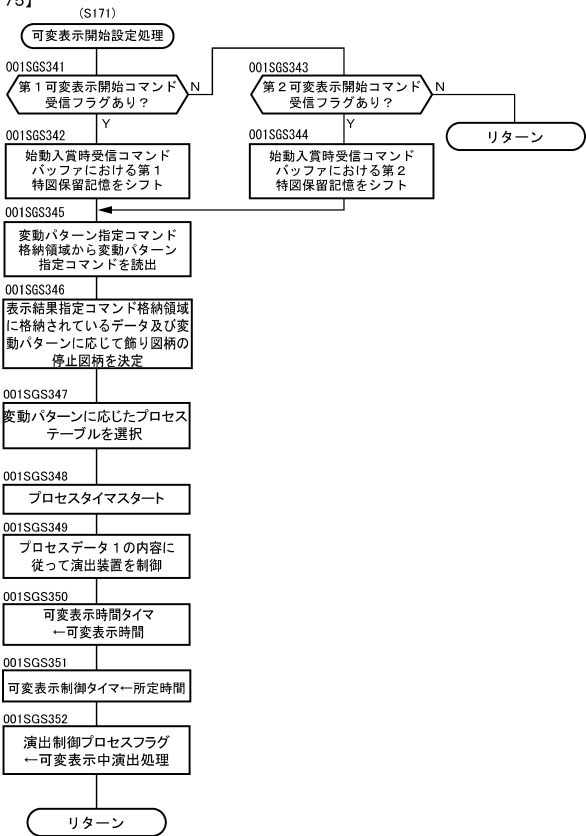 75】
(S171)
可変表示開始設定処理
001SGS341
第１可変表示開始コマンド
受信フラグあり？
N
Y
001SGS343
第２可変表示開始コマンド
受信フラグあり？
N
Y
リターン
001SGS342
始動入賞時受信コマンド
バッファにおける第１
特図保留記憶をシフト
001SGS344
始動入賞時受信コマンド
バッファにおける第２
特図保留記憶をシフト
001SGS345
変動パターン指定コマンド
格納領域から変動パターン
指定コマンドを読出
001SGS346
表示結果指定コマンド格納領域
に格納されているデータ及び変
動パターンに応じて飾り図柄の
停止図柄を決定
001SGS347
変動パターンに応じたプロセス
テーブルを選択
001SGS348
プロセスタイマスタート
001SGS349
プロセスデータ１の内容に
従って演出装置を制御
001SGS350
可変表示時間タイマ
←可変表示時間
001SGS351
可変表示制御タイマ←所定時間
001SGS352
演出制御プロセスフラグ
←可変表示中演出処理
リターン